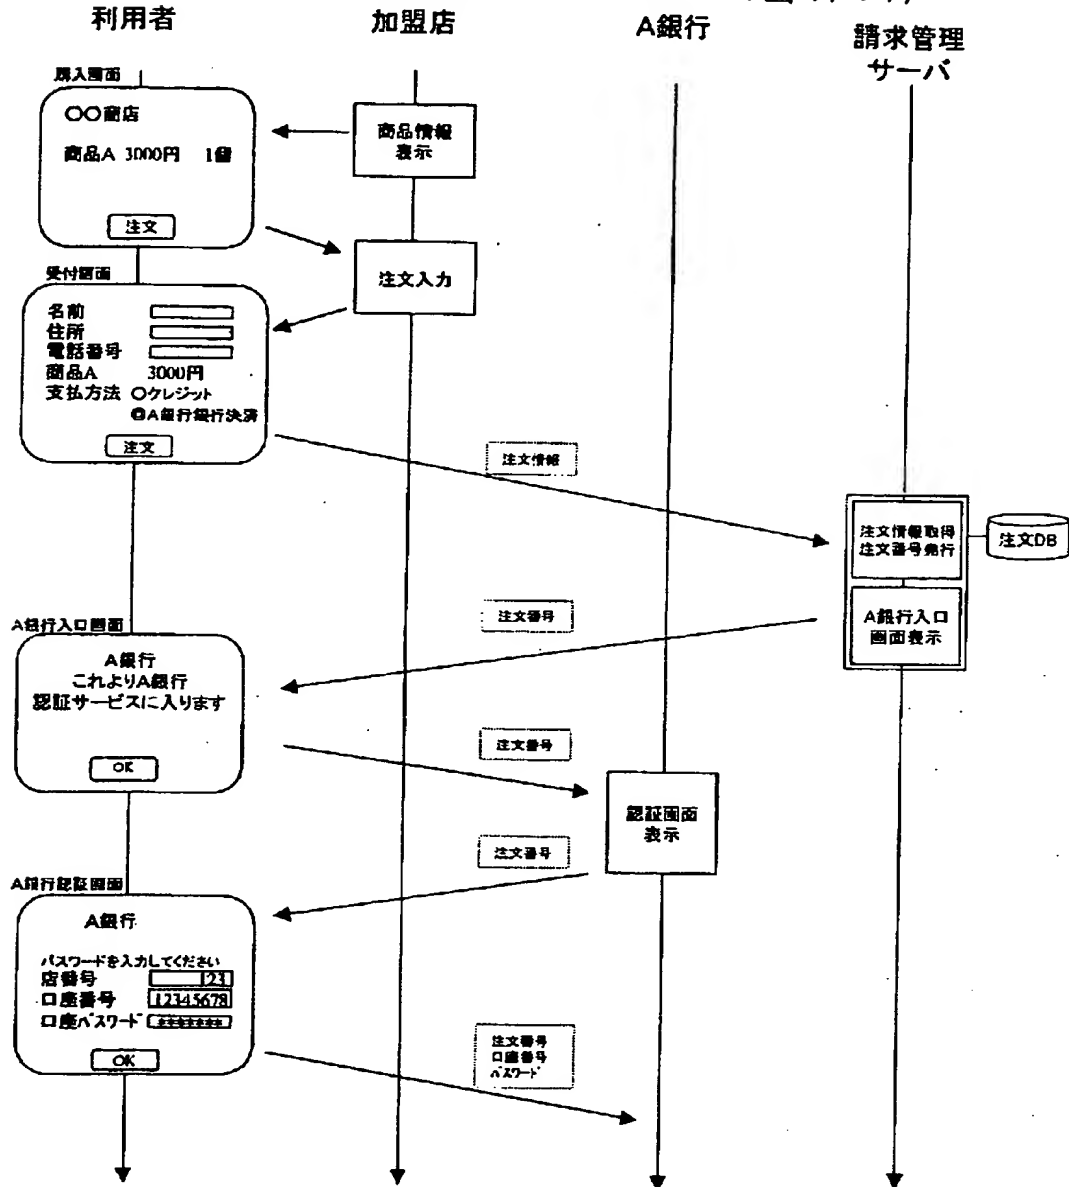 利用者
加盟店
A銀行
請求管理
サーバ
購入画面
〇〇商店
商品A 3000円 1個
注文
商品情報
表示
注文入力
受付画面
名前
住所
電話番号
商品A 3000円
支払方法 〇クレジット
◎A銀行銀行決済
注文
注文情報
注文情報取得
注文番号発行
注文DB
A銀行入口
画面表示
注文番号
A銀行入口画面
A銀行
これよりA銀行
認証サービスに入ります
OK
注文番号
認証画面
表示
注文番号
A銀行認証画面
A銀行
パスワードを入力してください
店番号 123
口座番号 12345678
口座パスワード *******
OK
注文番号
口座番号
パスワード